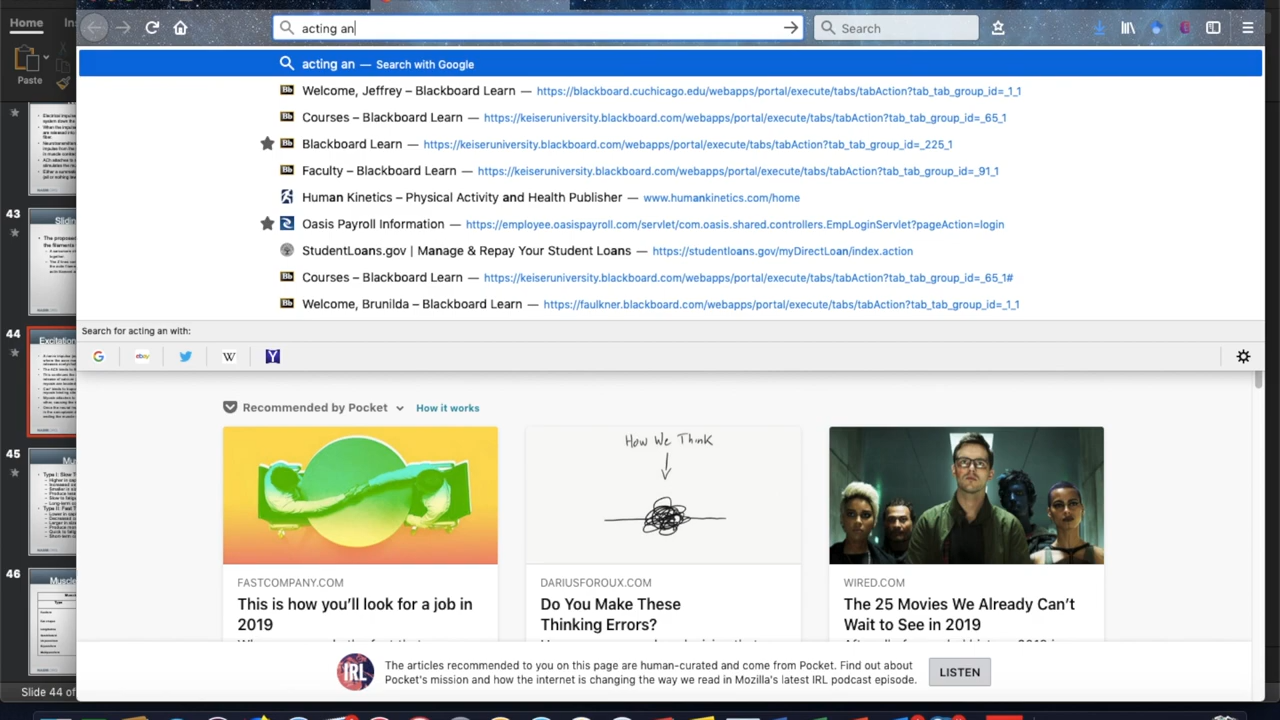 Home
In
Paste
acting an
Search
acting an — Search with Google
Welcome, Jeffrey – Blackboard Learn — https://blackboard.cuchicago.edu/webapps/portal/execute/tabs/tabAction?tab_tab_group_id=_1_1
Courses – Blackboard Learn — https://keiseruniversity.blackboard.com/webapps/portal/execute/tabs/tabAction?tab_tab_group_id=_65_1
Blackboard Learn — https://keiseruniversity.blackboard.com/webapps/portal/execute/tabs/tabAction?tab_tab_group_id=_225_1
Faculty – Blackboard Learn — https://keiseruniversity.blackboard.com/webapps/portal/execute/tabs/tabAction?tab_tab_group_id=_91_1
Human Kinetics – Physical Activity and Health Publisher — www.humankinetics.com/home
Oasis Payroll Information — https://employee.oasispayroll.com/servlet/com.oasis.shared.controllers.EmpLoginServlet?pageAction=login
StudentLoans.gov | Manage & Repay Your Student Loans — https://studentloans.gov/myDirectLoan/index.action
Courses – Blackboard Learn — https://keiseruniversity.blackboard.com/webapps/portal/execute/tabs/tabAction?tab_tab_group_id=_65_1#
Welcome, Brunilda – Blackboard Learn — https://faulkner.blackboard.com/webapps/portal/execute/tabs/tabAction?tab_tab_group_id=_1_1
Search for acting an with:
Recommended by Pocket How it works
How We Think
FASTCOMPANY.COM
This is how you'll look for a job in
2019
DARIUSFOROUX.COM
Do You Make These
Thinking Errors?
WIRED.COM
The 25 Movies We Already Can't
Wait to See in 2019
IRL
The articles recommended to you on this page are human-curated and come from Pocket. Find out about
Pocket's mission and how the internet is changing the way we read in Mozilla's latest IRL podcast episode.
LISTEN
43
44
45
46
Slide 44 of